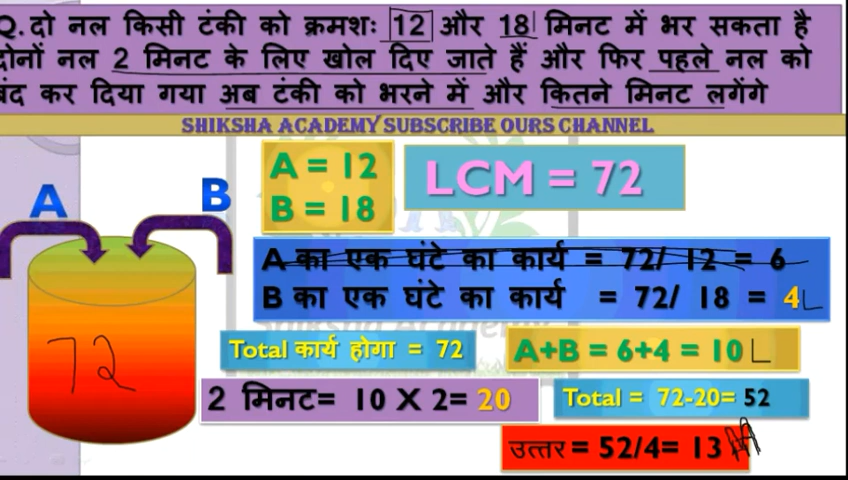 Q. दो नल किसी टंकी को क्रमशः 12 और 18 मिनट में भर सकता है
दोनों नल 2 मिनट के लिए खोल दिए जाते हैं और फिर पहले नल को
बंद कर दिया गया अब टंकी को भरने में और कितने मिनट लगेंगे
SHIKSHA ACADEMY SUBSCRIBE OURS CHANNEL
A = 12
B = 18
LCM = 72
A B
A का एक घंटे का कार्य = 72/ 12 = 6
B का एक घंटे का कार्य = 72/ 18 = 4L
Total कार्य होगा = 72
A+B = 6+4 = 10 L
72
2 मिनट= 10 X 2= 20
Total = 72-20= 52
उत्तर = 52/4= 13